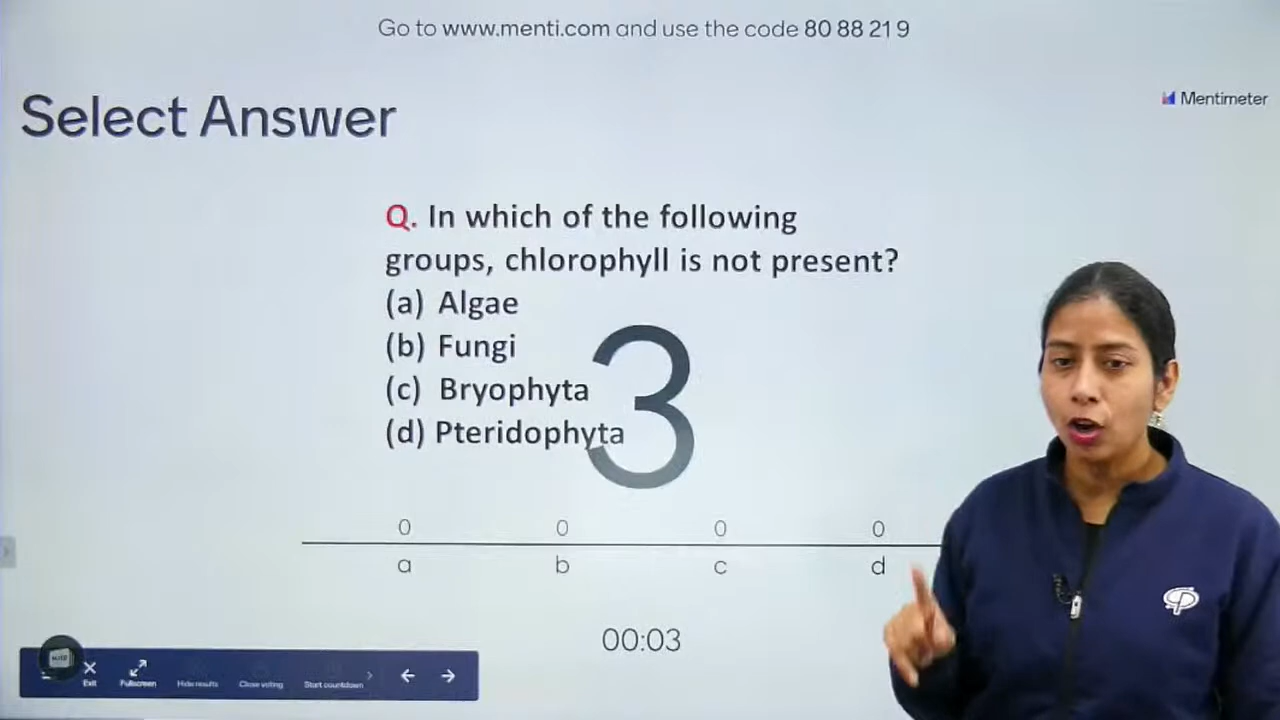 Go to www.menti.com and use the code 80 88 21 9
Select Answer
Mentimeter
Q. In which of the following
groups, chlorophyll is not present?
(a) Algae
(b) Fungi
(c) Bryophyta
(d) Pteridophyta
3
0 0 0 0
a b c d
00:03
Exit Fullscreen Hide results Close voting Start countdown